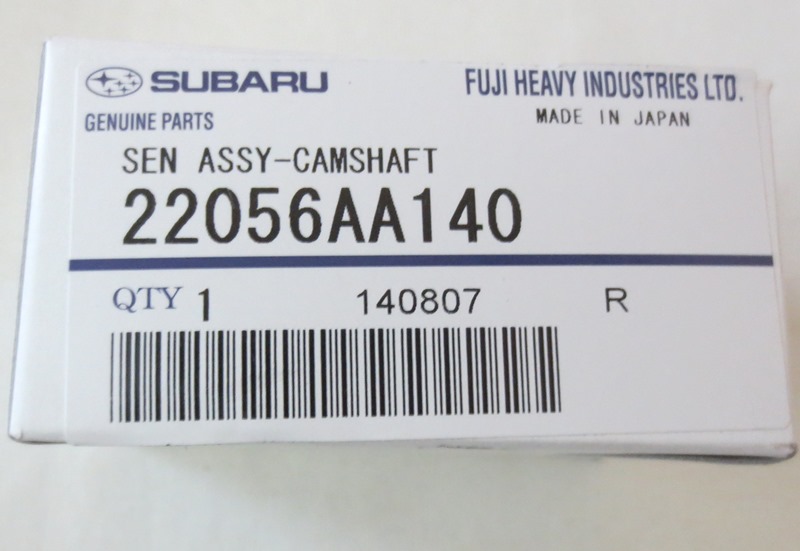 SUBARU FUJI HEAVY INDUSTRIES LTD.
GENUINE PARTS MADE IN JAPAN
SEN ASSY-CAMSHAFT
22056AA140
QTY 1 140807 R